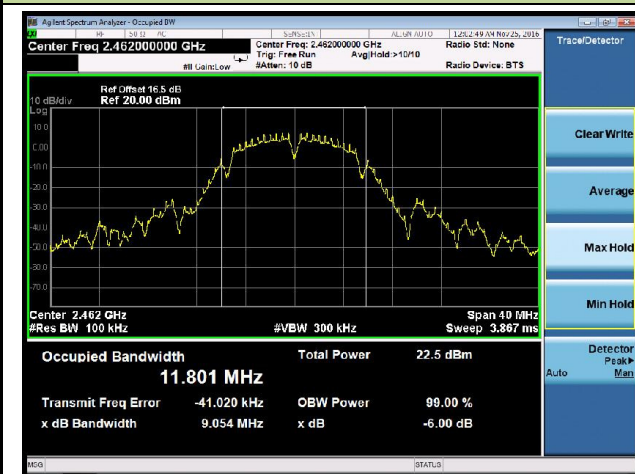 Agilent Spectrum Analyzer - Occupied BW
RF 50 Ω AC SENSE:INT ALIGN AUTO 12:02:49 AM Nov 25, 2016
Center Freq 2.462000000 GHz Center Freq: 2.462000000 GHz Radio Std: None Trace/Detector
Trig: Free Run Avg|Hold:>10/10
#IFGain:Low #Atten: 10 dB Radio Device: BTS
Ref Offset 16.5 dB
10 dB/div Ref 20.00 dBm
Log
10.0
0.00
-10.0
-20.0
-30.0
-40.0
-50.0
-60.0
-70.0
Clear Write
Average
Max Hold
Min Hold
Center 2.462 GHz Span 40 MHz
#Res BW 100 kHz #VBW 300 kHz Sweep 3.867 ms
Detector
Peak▶
Auto Man
Occupied Bandwidth Total Power 22.5 dBm
11.801 MHz
Transmit Freq Error -41.020 kHz OBW Power 99.00 %
x dB Bandwidth 9.054 MHz x dB -6.00 dB
MSG STATUS